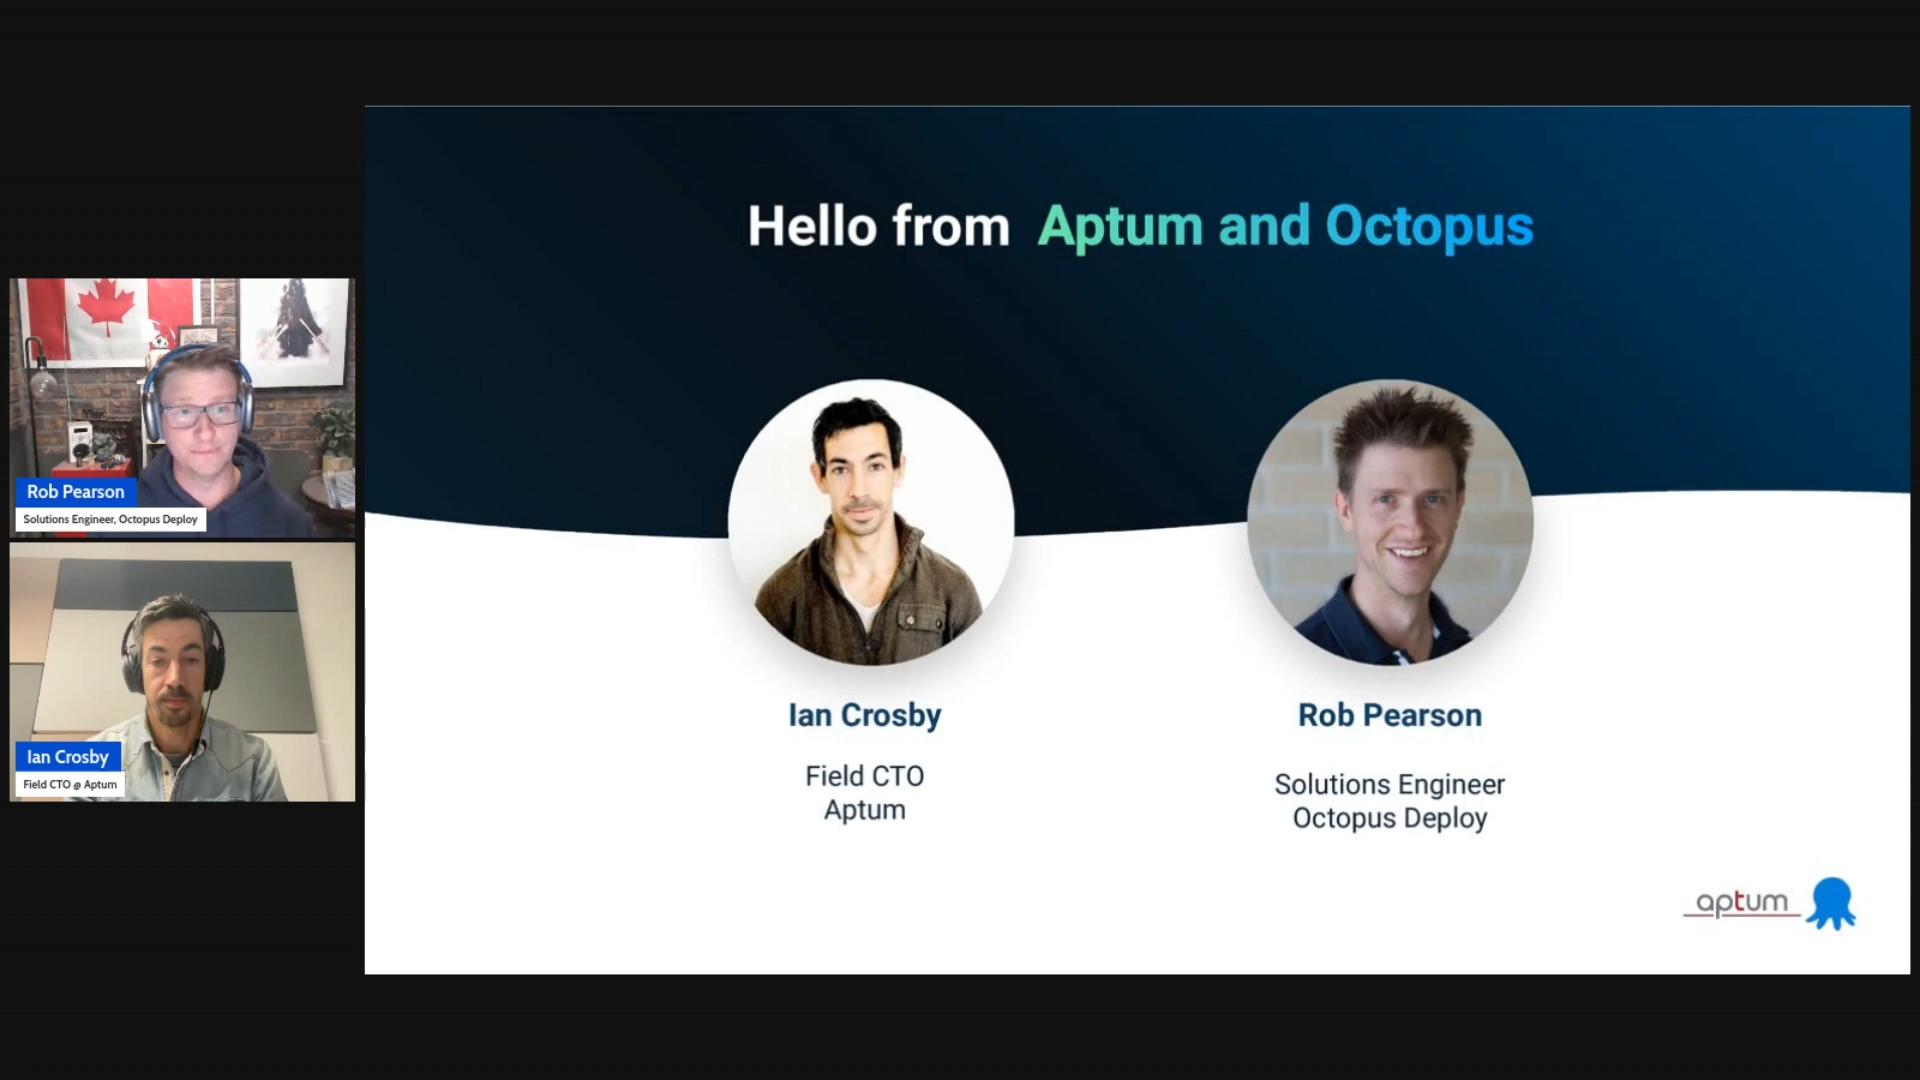 Hello from Aptum and Octopus
Rob Pearson
Solutions Engineer, Octopus Deploy
Ian Crosby
Field CTO @ Aptum
Ian Crosby
Field CTO
Aptum
Rob Pearson
Solutions Engineer
Octopus Deploy
aptum